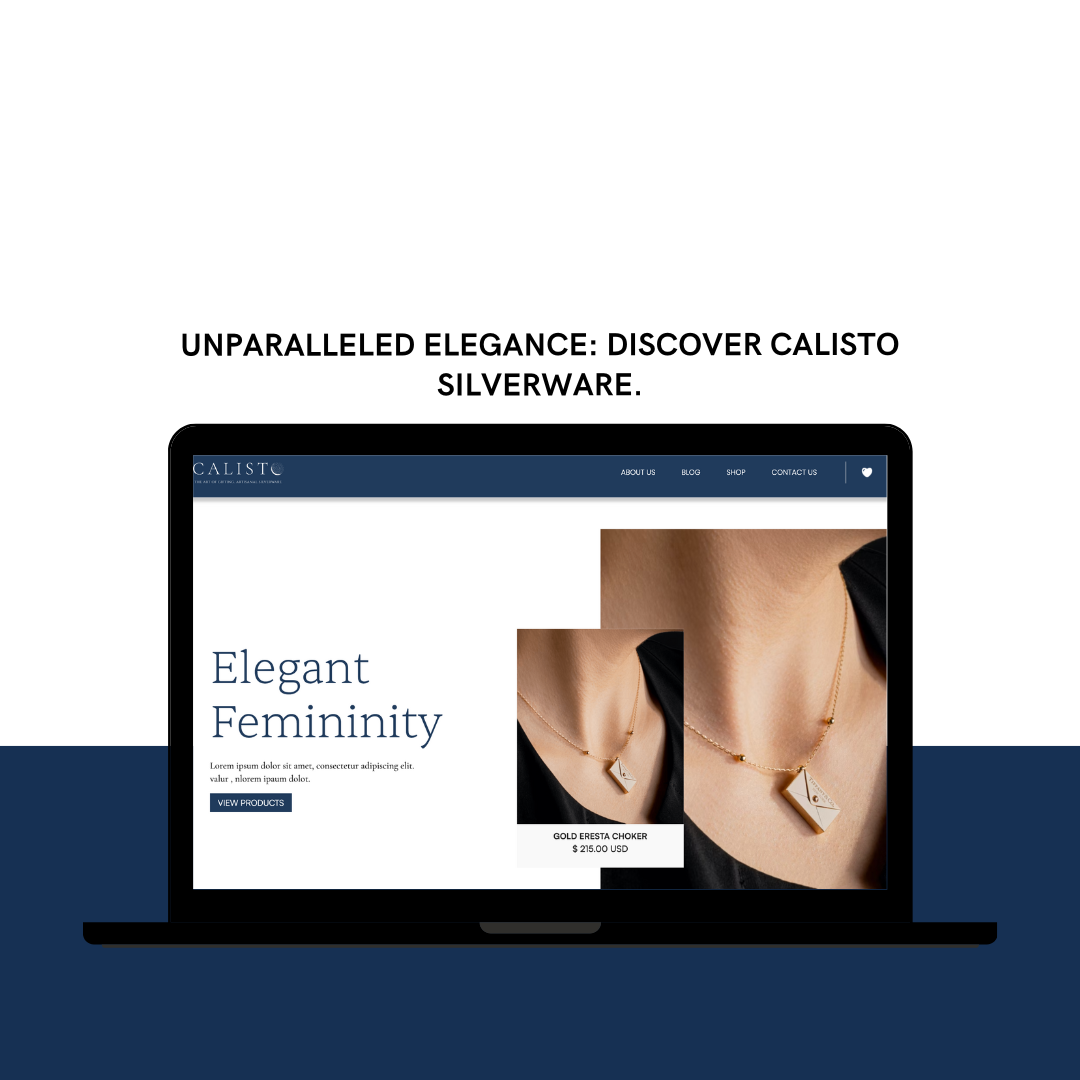 UNPARALLELED ELEGANCE: DISCOVER CALISTO
SILVERWARE.
CALISTO
ABOUT US
BLOG
SHOP
CONTACT US
Elegant
Femininity
Lorem ipsum dolor sit amet, consectetur adipiscing elit.
valur , nlorem ipaum dolot.
VIEW PRODUCTS
GOLD ERESTA CHOKER
$ 215.00 USD